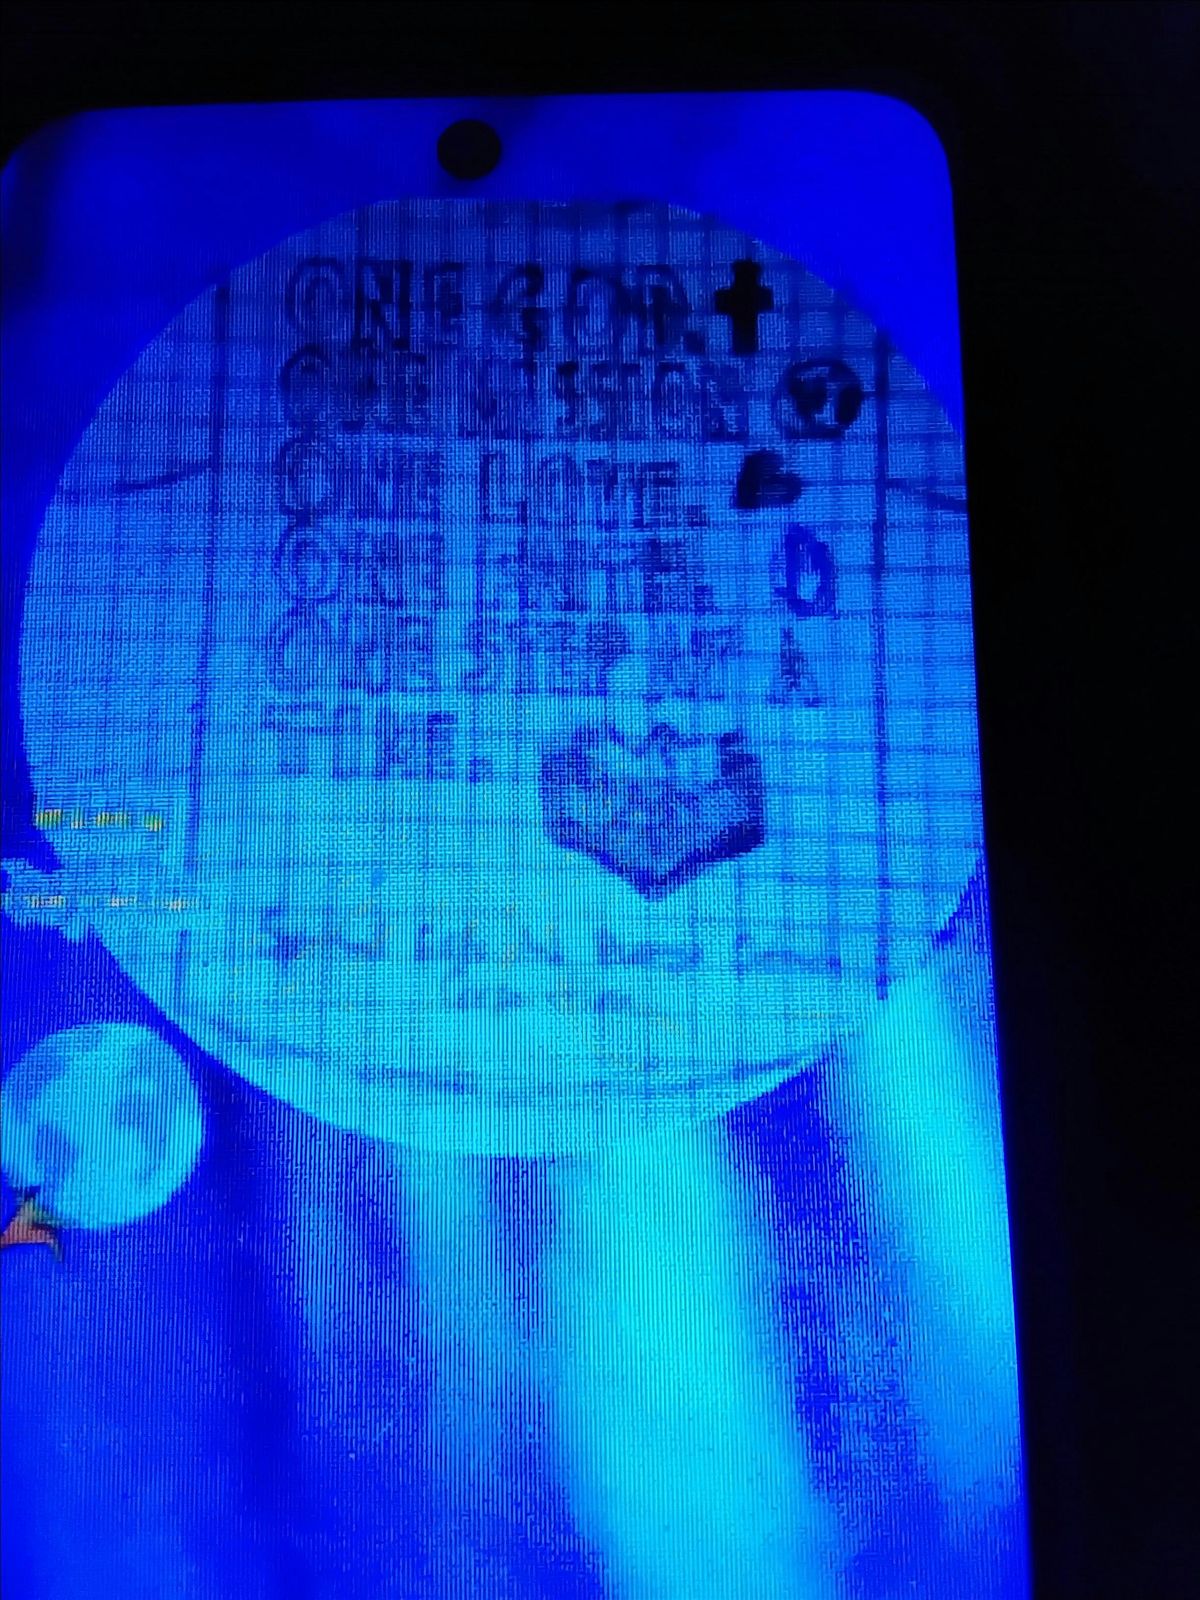 ONE GOD.
ONE MISSION
ONE LOVE.
ONE FAITH.
ONE STEP AT A
TIME.